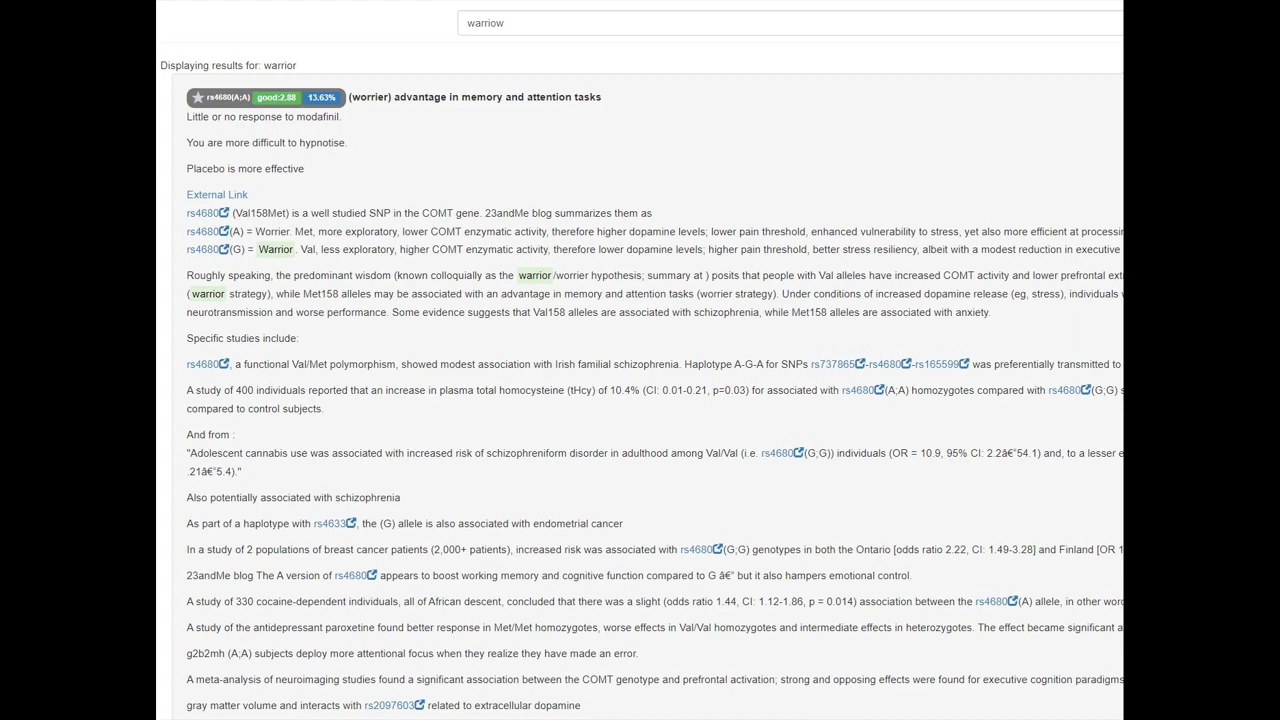 warriow
Displaying results for: warrior
rs4680(A;A) good:2.88 13.63% (worrier) advantage in memory and attention tasks
Little or no response to modafinil.
You are more difficult to hypnotise.
Placebo is more effective
External Link
rs4680 (Val158Met) is a well studied SNP in the COMT gene. 23andMe blog summarizes them as
rs4680(A) = Worrier. Met, more exploratory, lower COMT enzymatic activity, therefore higher dopamine levels; lower pain threshold, enhanced vulnerability to stress, yet also more efficient at processin
rs4680(G) = Warrior. Val, less exploratory, higher COMT enzymatic activity, therefore lower dopamine levels; higher pain threshold, better stress resiliency, albeit with a modest reduction in executive
Roughly speaking, the predominant wisdom (known colloquially as the warrior/worrier hypothesis; summary at ) posits that people with Val alleles have increased COMT activity and lower prefrontal ext
(warrior strategy), while Met158 alleles may be associated with an advantage in memory and attention tasks (worrier strategy). Under conditions of increased dopamine release (eg, stress), individuals
neurotransmission and worse performance. Some evidence suggests that Val158 alleles are associated with schizophrenia, while Met158 alleles are associated with anxiety.
Specific studies include:
rs4680, a functional Val/Met polymorphism, showed modest association with Irish familial schizophrenia. Haplotype A-G-A for SNPs rs737865-rs4680-rs165599 was preferentially transmitted to
A study of 400 individuals reported that an increase in plasma total homocysteine (tHcy) of 10.4% (CI: 0.01-0.21, p=0.03) for associated with rs4680(A;A) homozygotes compared with rs4680(G;G) s
compared to control subjects.
And from :
"Adolescent cannabis use was associated with increased risk of schizophreniform disorder in adulthood among Val/Val (i.e. rs4680(G;G)) individuals (OR = 10.9, 95% CI: 2.2â€“54.1) and, to a lesser e
.21â€“5.4)."
Also potentially associated with schizophrenia
As part of a haplotype with rs4633, the (G) allele is also associated with endometrial cancer
In a study of 2 populations of breast cancer patients (2,000+ patients), increased risk was associated with rs4680(G;G) genotypes in both the Ontario [odds ratio 2.22, CI: 1.49-3.28] and Finland [OR 1
23andMe blog The A version of rs4680 appears to boost working memory and cognitive function compared to G â€” but it also hampers emotional control.
A study of 330 cocaine-dependent individuals, all of African descent, concluded that there was a slight (odds ratio 1.44, CI: 1.12-1.86, p = 0.014) association between the rs4680(A) allele, in other wor
A study of the antidepressant paroxetine found better response in Met/Met homozygotes, worse effects in Val/Val homozygotes and intermediate effects in heterozygotes. The effect became significant a
g2b2mh (A;A) subjects deploy more attentional focus when they realize they have made an error.
A meta-analysis of neuroimaging studies found a significant association between the COMT genotype and prefrontal activation; strong and opposing effects were found for executive cognition paradigms
gray matter volume and interacts with rs2097603 related to extracellular dopamine